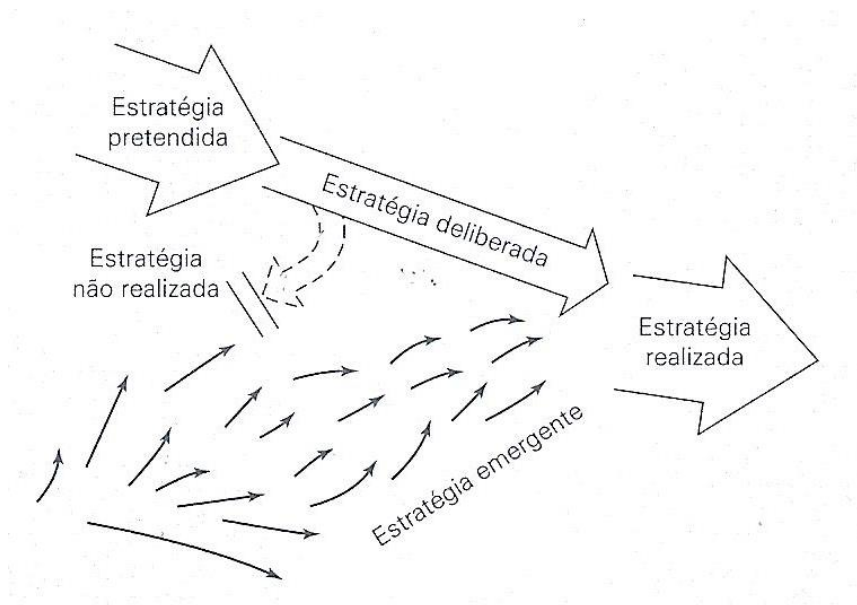 Estratégia
pretendida
Estratégia deliberada
Estratégia
não realizada
Estratégia
realizada
Estratégia emergente